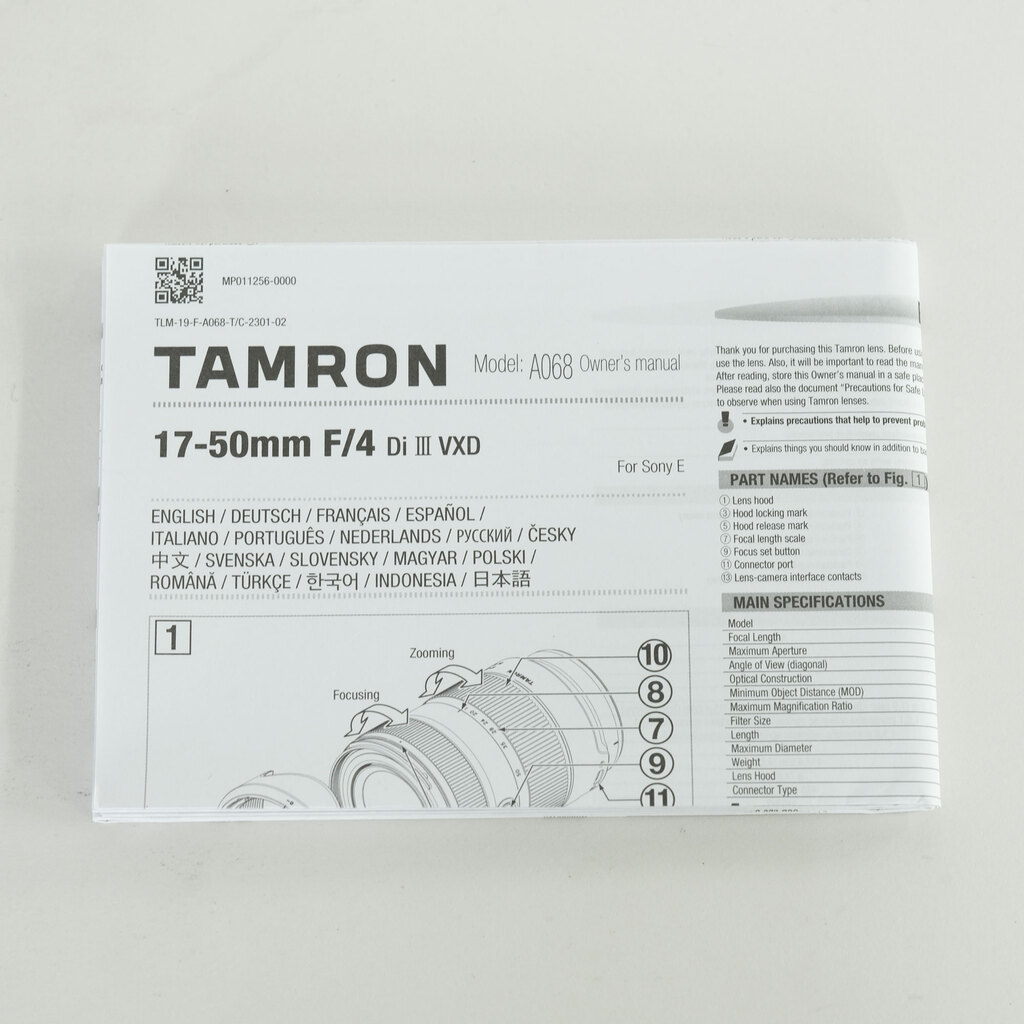 MP011256-0000
TLM-19-F-A068-T/C-2301-02
TAMRON Model: A068 Owner's manual
17-50mm F/4 Di III VXD
For Sony E
ENGLISH / DEUTSCH / FRANÇAIS / ESPAÑOL /
ITALIANO / PORTUGUÊS / NEDERLANDS / РУССКИЙ / ČESKY
中文 / SVENSKA / SLOVENSKY / MAGYAR / POLSKI /
ROMÂNĂ / TÜRKÇE / 한국어 / INDONESIA / 日本語
1
Zooming
Focusing
TAMRON
10
8
7
9
11
Thank you for purchasing this Tamron lens. Before
use the lens. Also, it will be important to read the
After reading, store this Owner's manual in a safe
Please read also the document "Precautions for Safe
to observe when using Tamron lenses.
• Explains precautions that help to prevent
• Explains things you should know in addition to
PART NAMES (Refer to Fig. 1)
① Lens hood
③ Hood locking mark
⑤ Hood release mark
⑦ Focal length scale
⑨ Focus set button
⑪ Connector port
⑬ Lens-camera interface contacts
MAIN SPECIFICATIONS
Model
Focal Length
Maximum Aperture
Angle of View (diagonal)
Optical Construction
Minimum Object Distance (MOD)
Maximum Magnification Ratio
Filter Size
Length
Maximum Diameter
Weight
Lens Hood
Connector Type